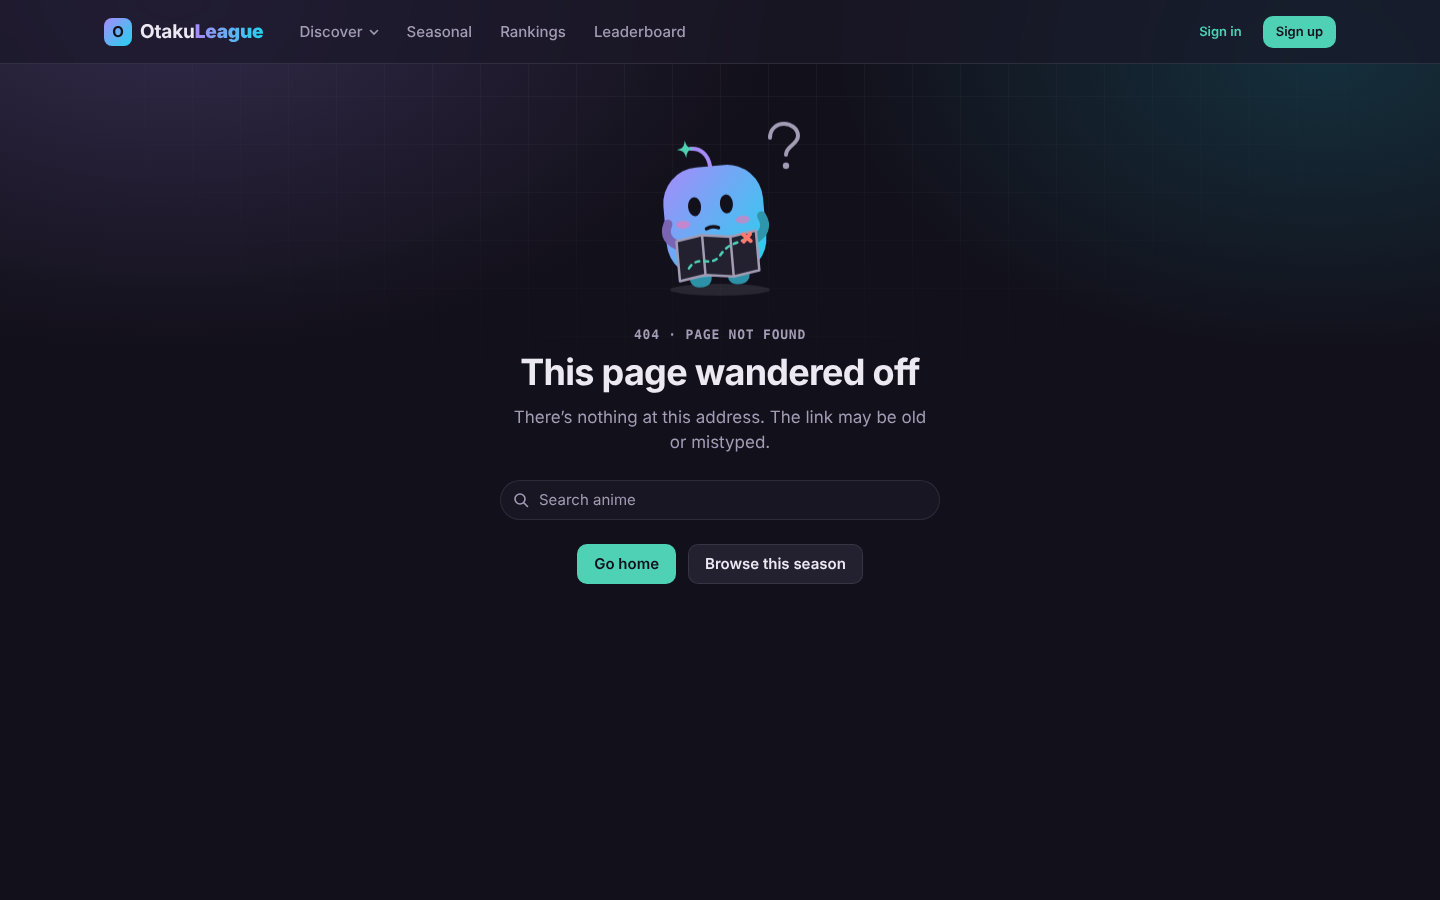 O OtakuLeague Discover Seasonal Rankings Leaderboard Sign in Sign up
?
404 · PAGE NOT FOUND
This page wandered off
There’s nothing at this address. The link may be old
or mistyped.
Search anime
Go home Browse this season